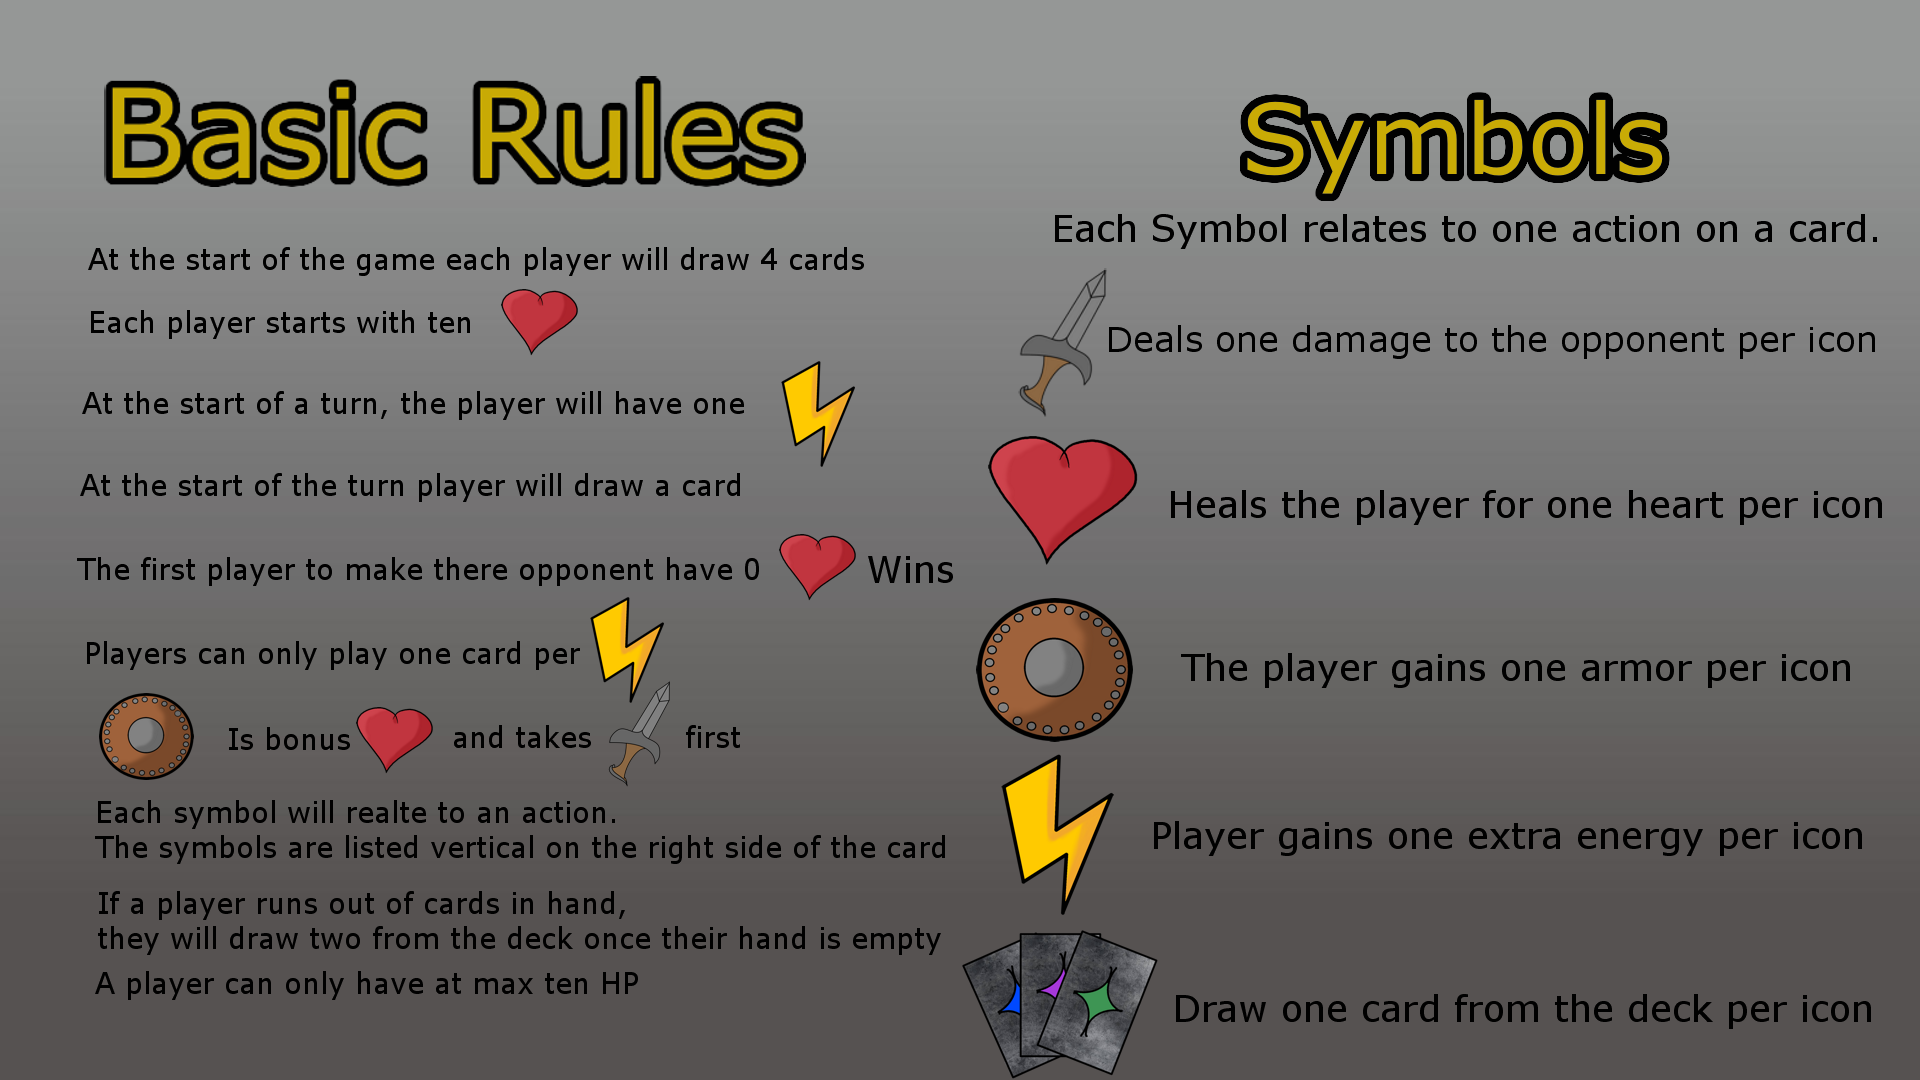 Basic Rules
At the start of the game each player will draw 4 cards
Each player starts with ten
At the start of a turn, the player will have one
At the start of the turn player will draw a card
The first player to make there opponent have 0 Wins
Players can only play one card per
Is bonus and takes first
Each symbol will realte to an action.
The symbols are listed vertical on the right side of the card
If a player runs out of cards in hand,
they will draw two from the deck once their hand is empty
A player can only have at max ten HP
Symbols
Each Symbol relates to one action on a card.
Deals one damage to the opponent per icon
Heals the player for one heart per icon
The player gains one armor per icon
Player gains one extra energy per icon
Draw one card from the deck per icon